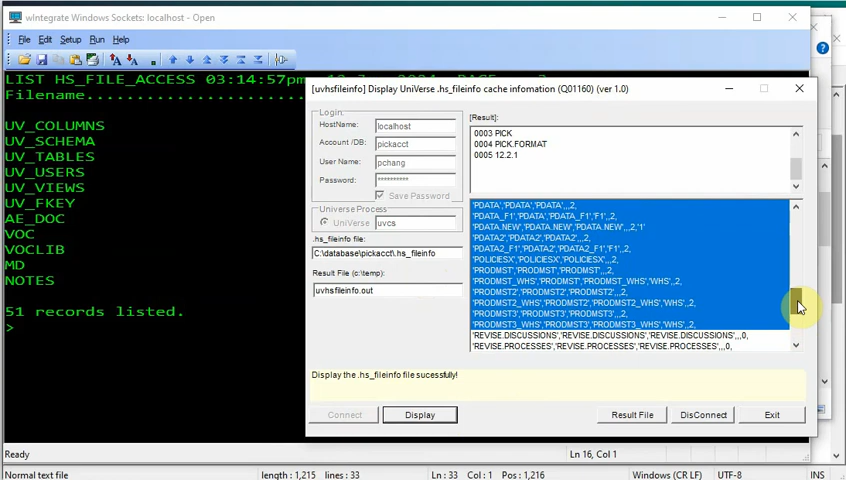 wIntegrate Windows Sockets: localhost - Open
File Edit Setup Run Help
LIST HS_FILE_ACCESS 03:14:57pm
Filename......................................
UV_COLUMNS
UV_SCHEMA
UV_TABLES
UV_USERS
UV_VIEWS
UV_FKEY
AE_DOC
VOC
VOCLIB
MD
NOTES
51 records listed.
>
[uvhsfileinfo] Display UniVerse .hs_fileinfo cache infomation (Q01160) (ver 1.0)
Login
HostName: localhost
Account /DB: pickacct
User Name: pchang
Password: **********
Save Password
Universe Process
UniVerse uvcs
.hs_fileinfo file:
C:\database\pickacct\.hs_fileinfo
Result File (c:\temp):
uvhsfileinfo.out
[Result]:
0003 PICK
0004 PICK.FORMAT
0005 12.2.1
'PDATA','PDATA','PDATA',,,2,
'PDATA_F1','PDATA','PDATA_F1','F1',,2,
'PDATA.NEW','PDATA','PDATA.NEW',,,2,'1'
'PDATA2','PDATA2','PDATA2',,,2,
'PDATA2_F1','PDATA2','PDATA2_F1','F1',,2,
'POLICIESX','POLICIESX','POLICIESX',,,2,
'PRODMST','PRODMST','PRODMST',,,2,
'PRODMST_WHS','PRODMST','PRODMST_WHS','WHS',,2,
'PRODMST2','PRODMST2','PRODMST2',,,2,
'PRODMST2_WHS','PRODMST2','PRODMST2_WHS','WHS',,2,
'PRODMST3','PRODMST3','PRODMST3',,,2,
'PRODMST3_WHS','PRODMST3','PRODMST3_WHS','WHS',,2,
'REVISE.DISCUSSIONS','REVISE.DISCUSSIONS','REVISE.DISCUSSIONS',,,0,
'REVISE.PROCESSES','REVISE.PROCESSES','REVISE.PROCESSES',,,0,
Display the .hs_fileinfo file sucessfully!
Connect Display Result File DisConnect Exit
Ready Ln 16, Col 1
Normal text file length : 1,215 lines : 33 Ln : 33 Col : 1 Pos : 1,216 Windows (CR LF) UTF-8 INS